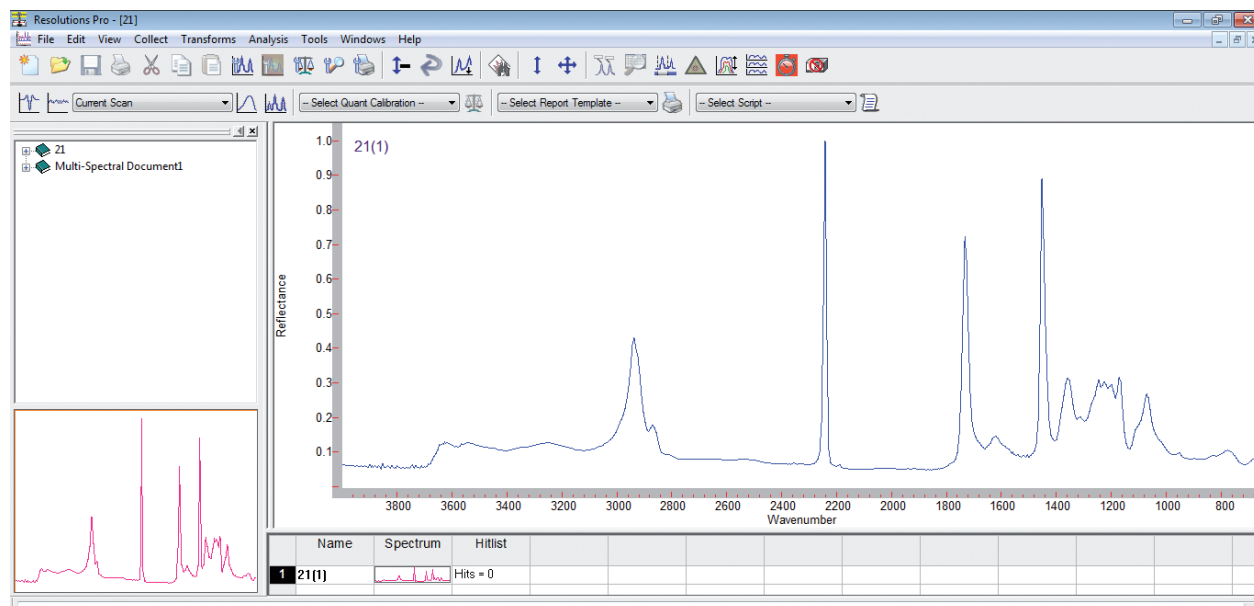 Resolutions Pro - [21]
File Edit View Collect Transforms Analysis Tools Windows Help
Current Scan -- Select Quant Calibration -- -- Select Report Template -- -- Select Script --
21
Multi-Spectral Document1
21(1)
1.0
0.9
0.8
0.7
0.6
0.5
0.4
0.3
0.2
0.1
Reflectance
3800 3600 3400 3200 3000 2800 2600 2400 2200 2000 1800 1600 1400 1200 1000 800
Wavenumber
Name Spectrum Hitlist
1 21(1) Hits = 0